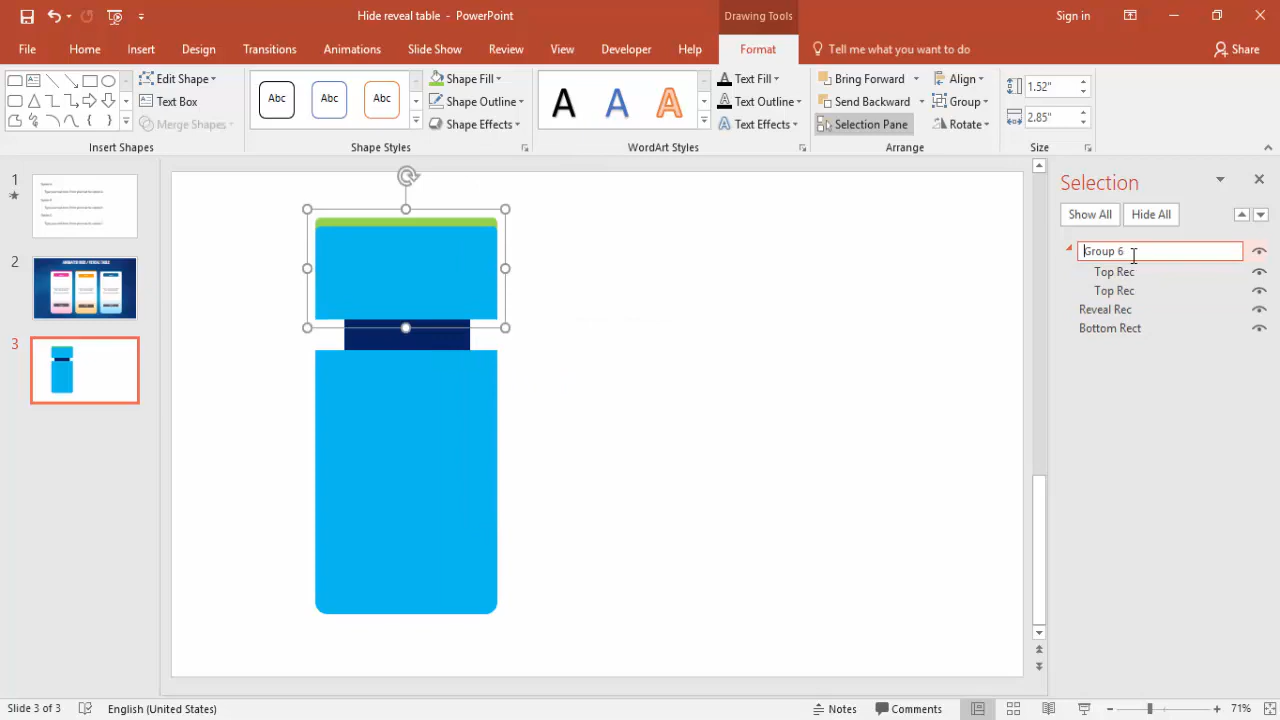 Hide reveal table - PowerPoint
Drawing Tools
Sign in
File
Home
Insert
Design
Transitions
Animations
Slide Show
Review
View
Developer
Help
Format
Tell me what you want to do
Share
Edit Shape
Text Box
Merge Shapes
Insert Shapes
Abc
Abc
Abc
Shape Fill
Shape Outline
Shape Effects
Shape Styles
A
A
A
Text Fill
Text Outline
Text Effects
WordArt Styles
Bring Forward
Send Backward
Selection Pane
Align
Group
Rotate
Arrange
1.52"
2.85"
Size
1
2
3
Selection
Show All
Hide All
Group 6
Top Rec
Top Rec
Reveal Rec
Bottom Rect
Slide 3 of 3
English (United States)
Notes
Comments
71%